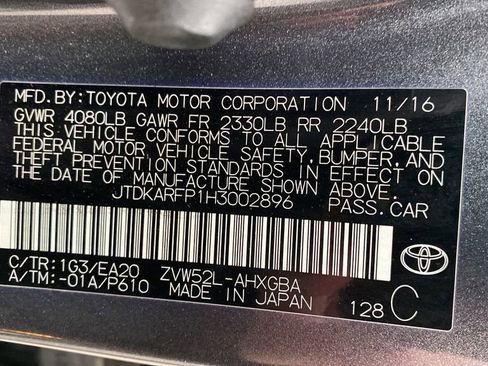 MFD.BY:TOYOTA MOTOR CORPORATION 11/16
GVWR 4080LB GAWR FR 2330LB RR 2240LB
THIS VEHICLE CONFORMS TO ALL APPLICABLE
FEDERAL MOTOR VEHICLE SAFETY,BUMPER,AND
THEFT PREVENTION STANDARDS IN EFFECT ON
THE DATE OF MANUFACTURE SHOWN ABOVE.
JTDKARFP1H3002896 PASS.CAR
C/TR:1G3/EA20 ZVW52L-AHXGBA
A/TM:-01A/P610 MADE IN JAPAN 128 C
TOYOTA